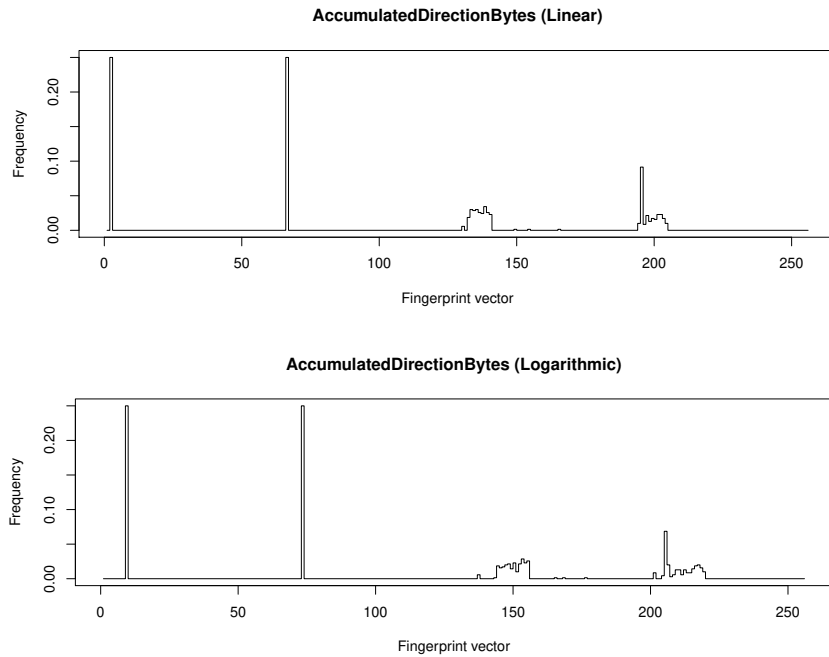 AccumulatedDirectionBytes (Linear)
Frequency
0.20
0.10
0.00
0 50 100 150 200 250
Fingerprint vector
AccumulatedDirectionBytes (Logarithmic)
Frequency
0.20
0.10
0.00
0 50 100 150 200 250
Fingerprint vector